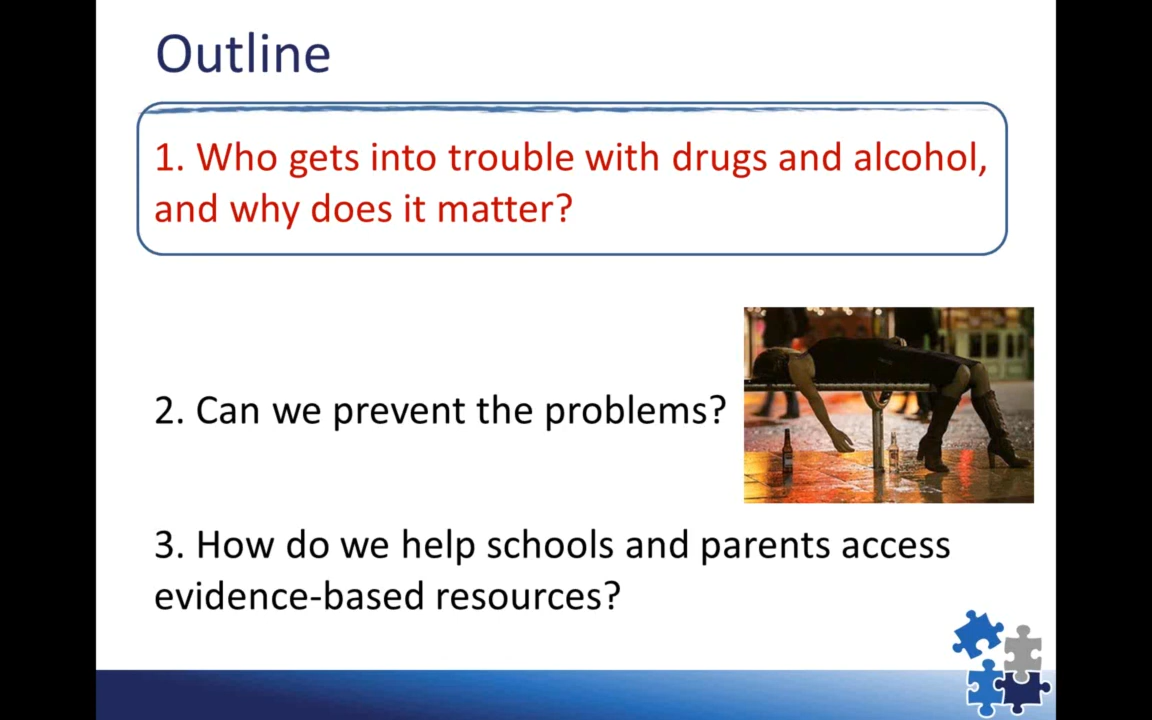 Outline
1. Who gets into trouble with drugs and alcohol,
and why does it matter?
2. Can we prevent the problems?
3. How do we help schools and parents access
evidence-based resources?